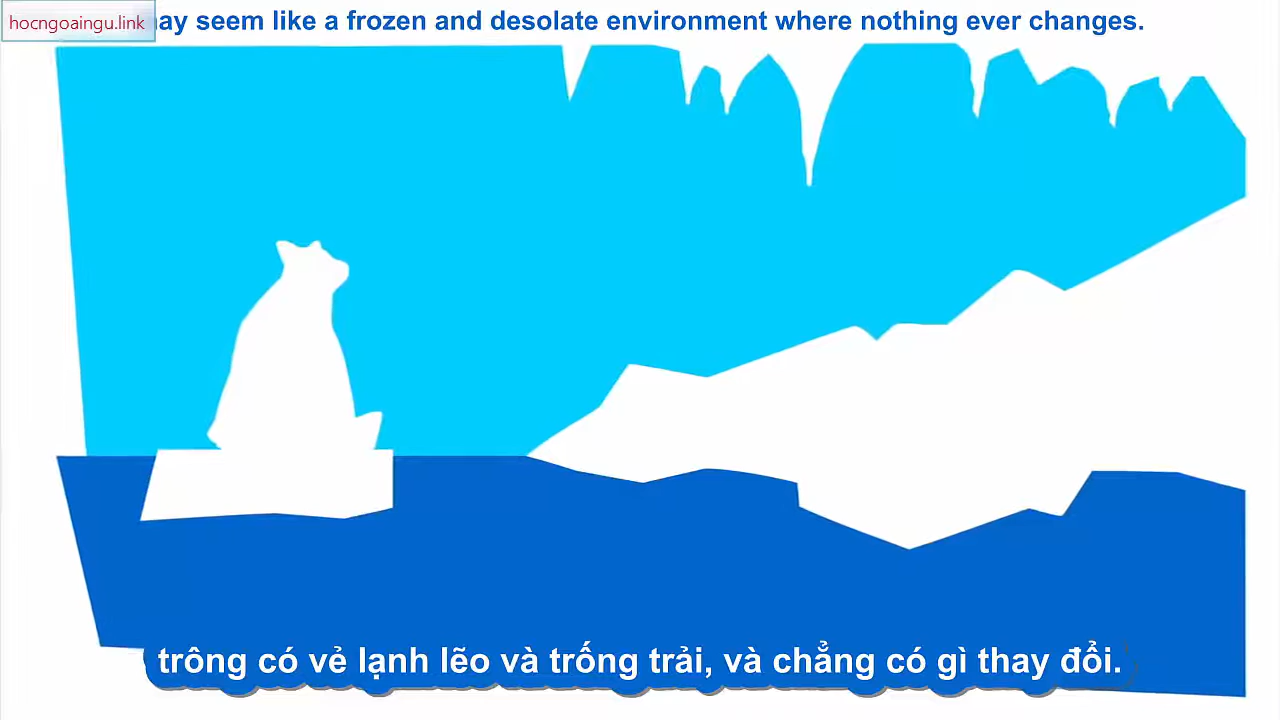 hocngoaingu.link
seem like a frozen and desolate environment where nothing ever changes.
trông có vẻ lạnh lẽo và trống trải, và chẳng có gì thay đổi.